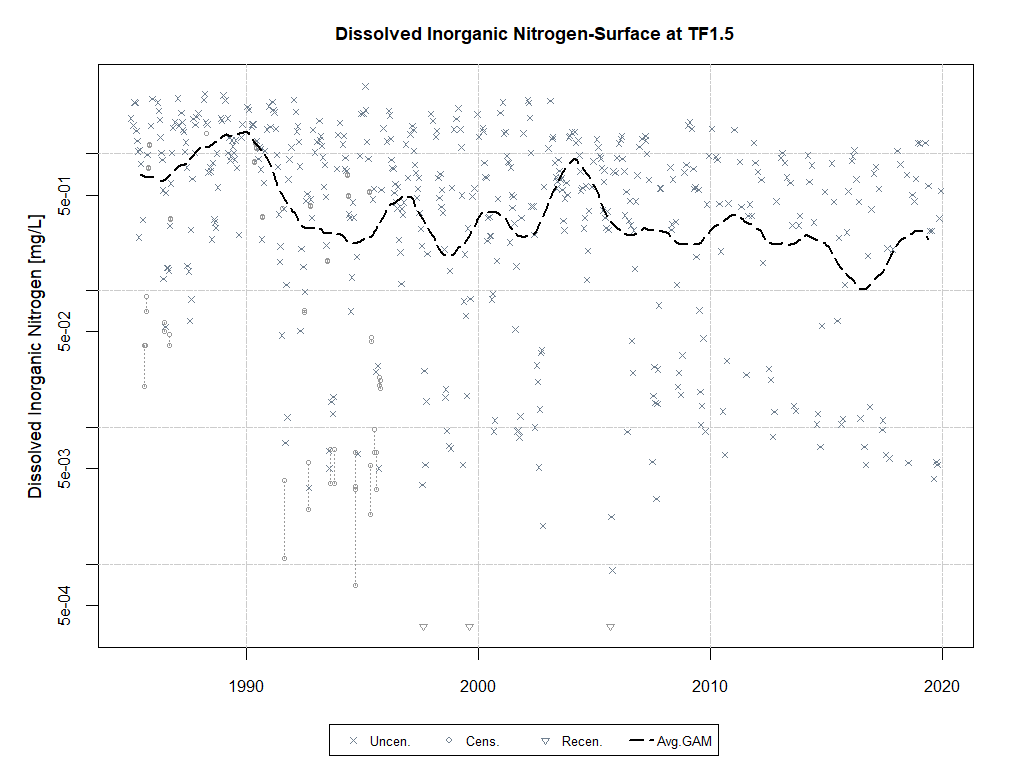 Dissolved Inorganic Nitrogen-Surface at TF1.5
Dissolved Inorganic Nitrogen [mg/L]
5e-01
5e-02
5e-03
5e-04
1990 2000 2010 2020
Uncen. Cens. Recen. Avg.GAM